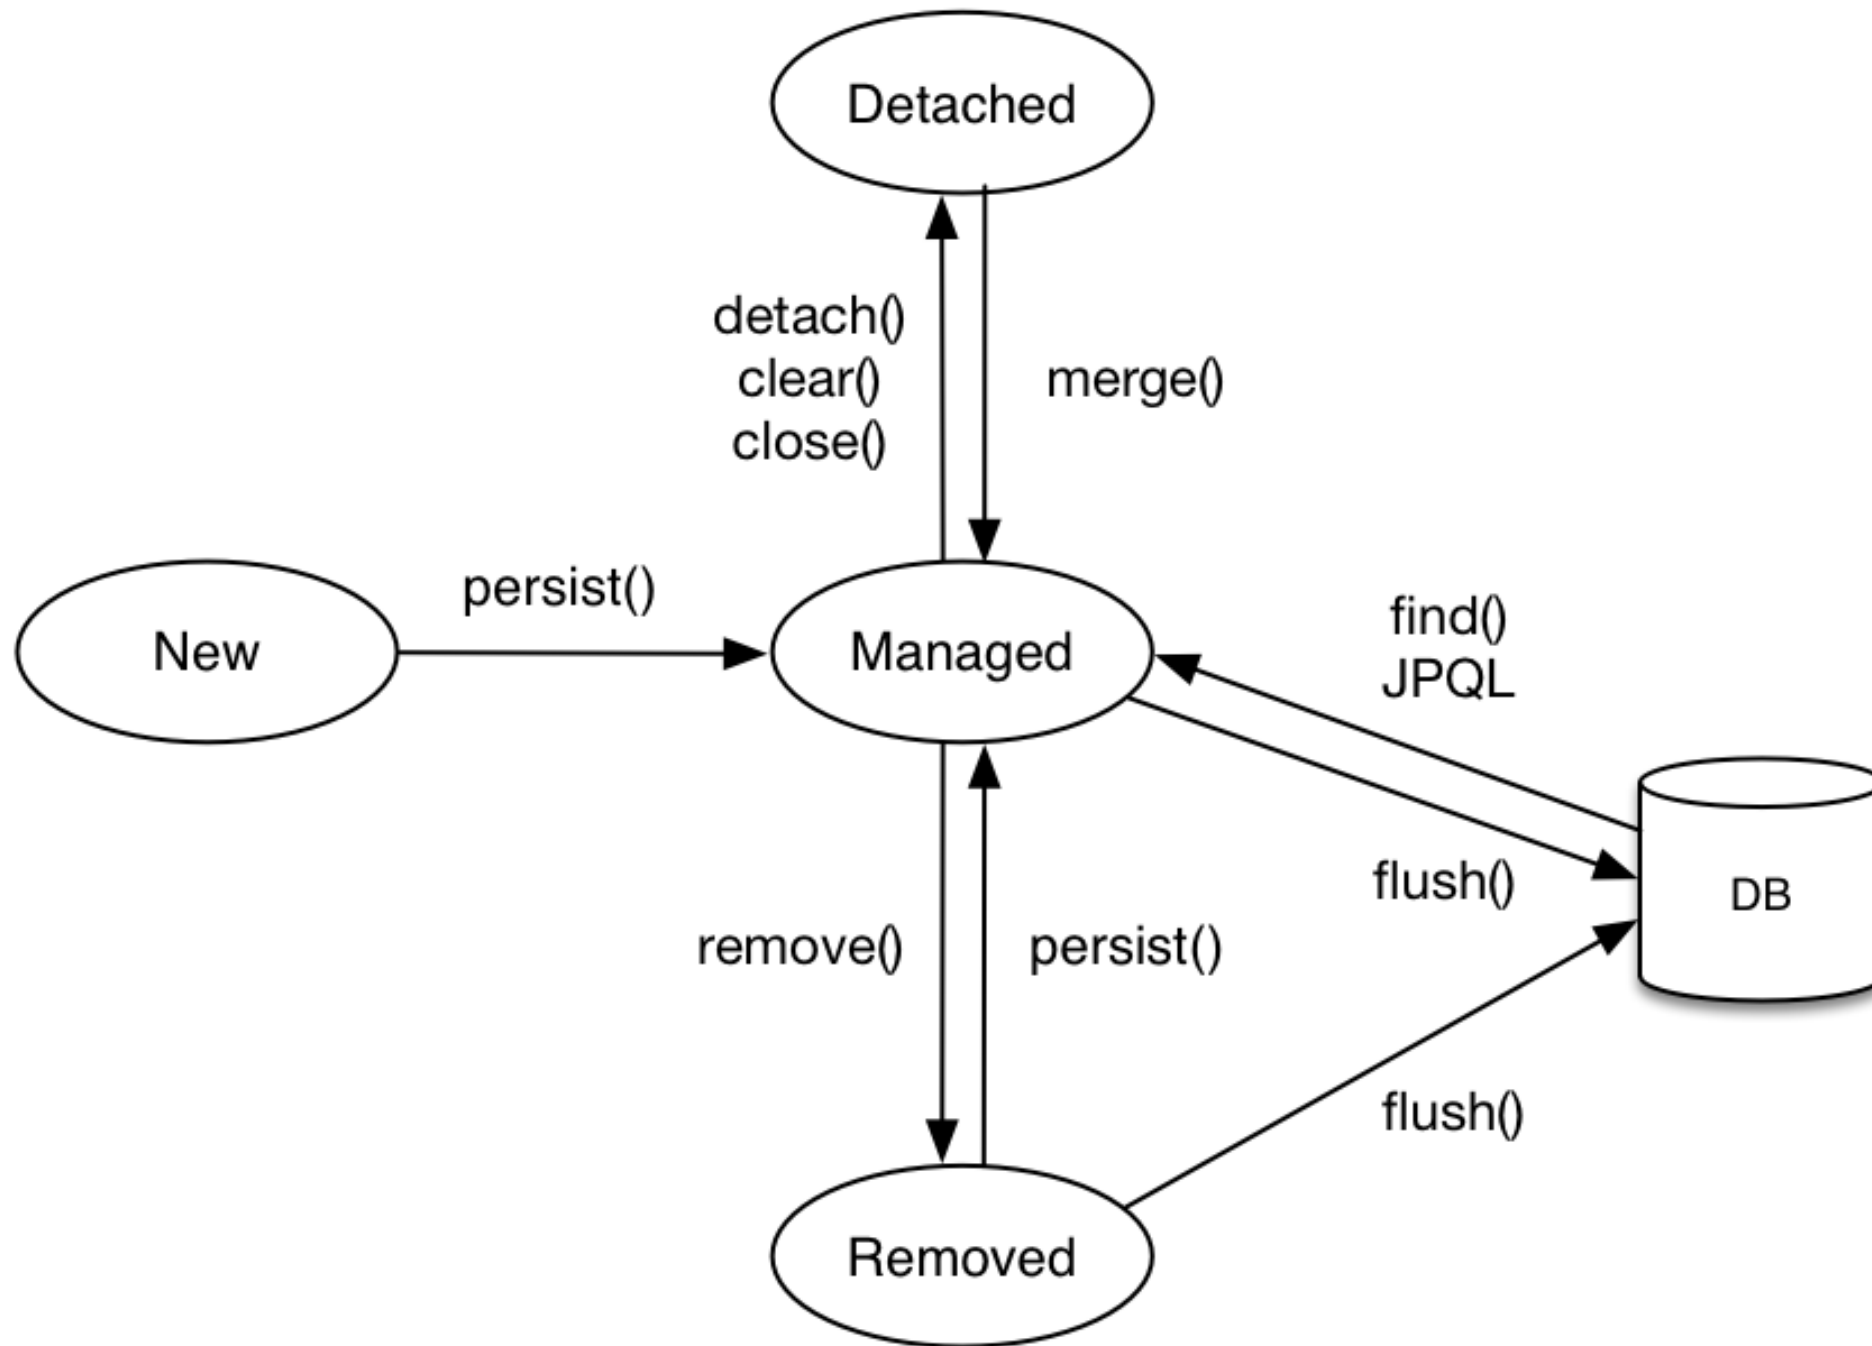 Detached
detach()
clear()
close()
merge()
New
persist()
Managed
find()
JPQL
flush()
DB
remove()
persist()
flush()
Removed